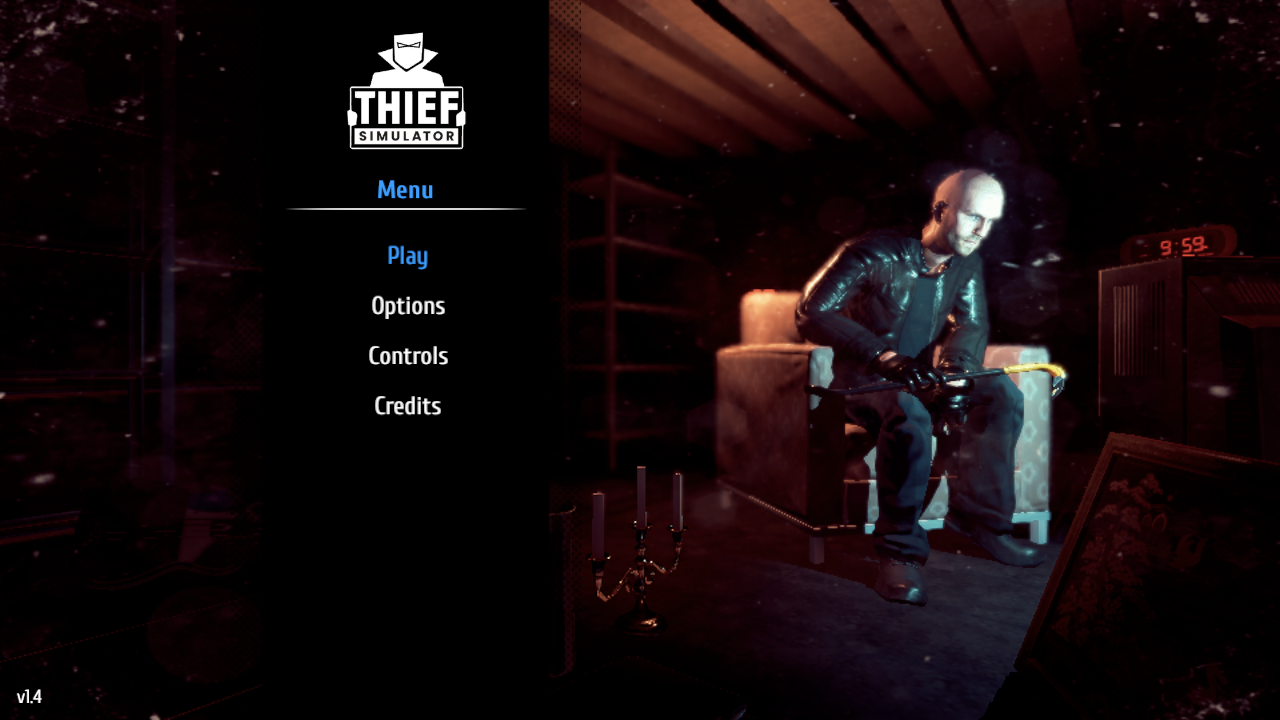 THIEF
SIMULATOR
Menu
Play
Options
Controls
Credits
9:59
v1.4